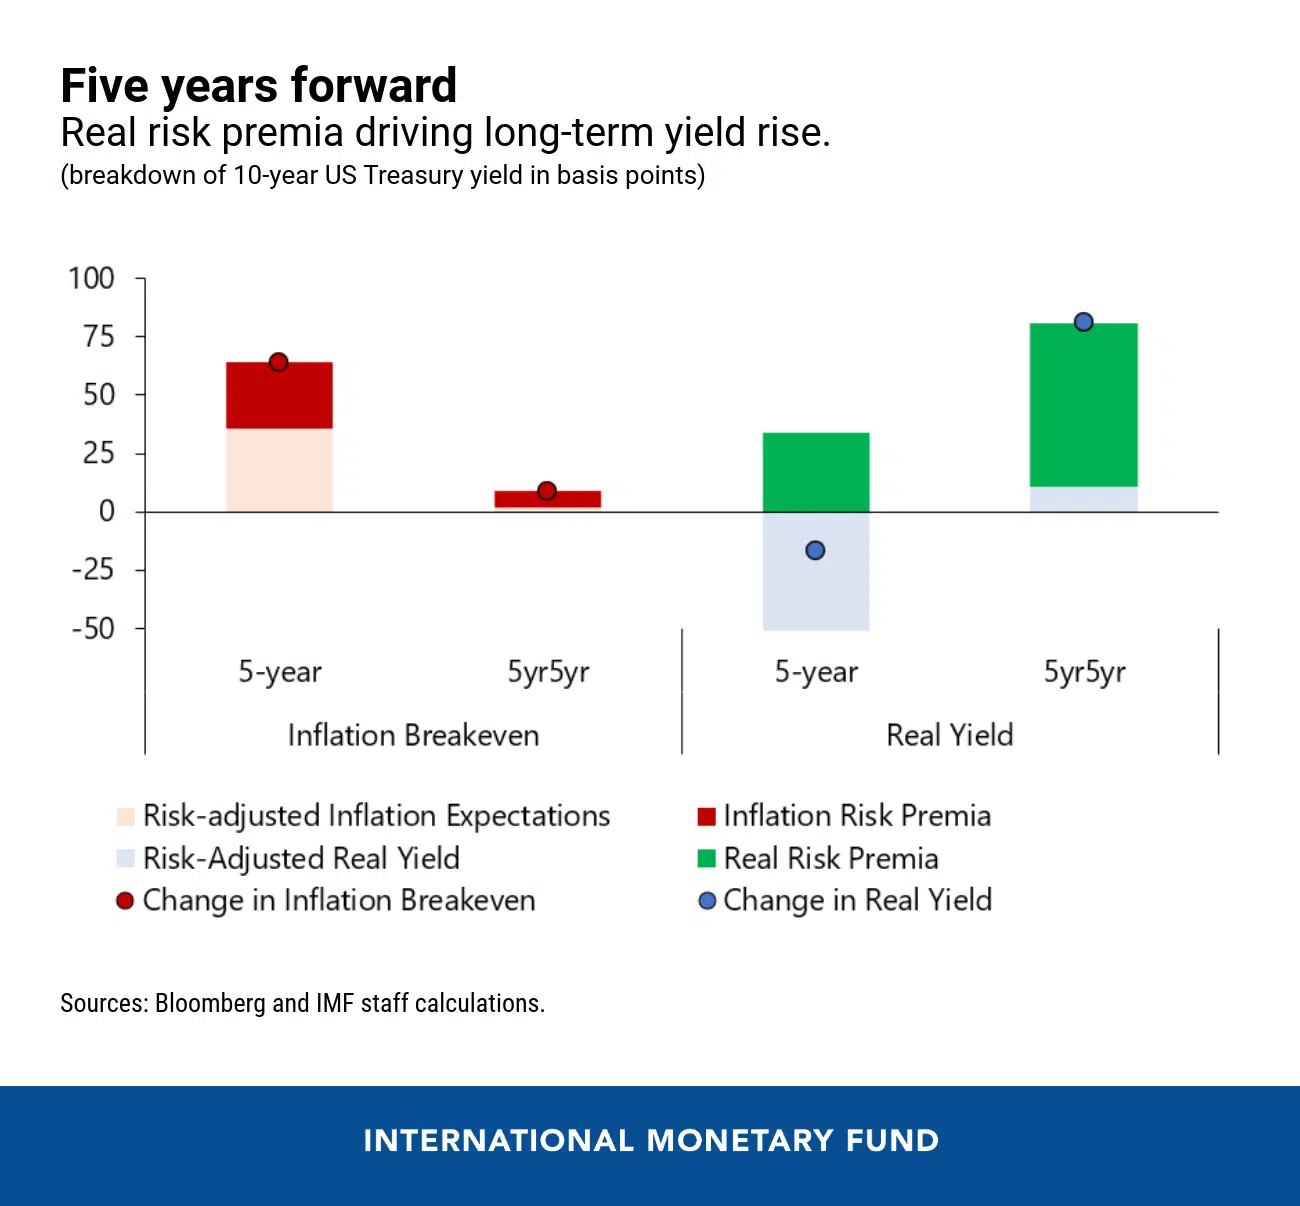 Five years forward
Real risk premia driving long-term yield rise.
(breakdown of 10-year US Treasury yield in basis points)
100
75
50
25
0
-25
-50
5-year 5yr5yr 5-year 5yr5yr
Inflation Breakeven Real Yield
Risk-adjusted Inflation Expectations Inflation Risk Premia
Risk-Adjusted Real Yield Real Risk Premia
Change in Inflation Breakeven Change in Real Yield
Sources: Bloomberg and IMF staff calculations.
INTERNATIONAL MONETARY FUND